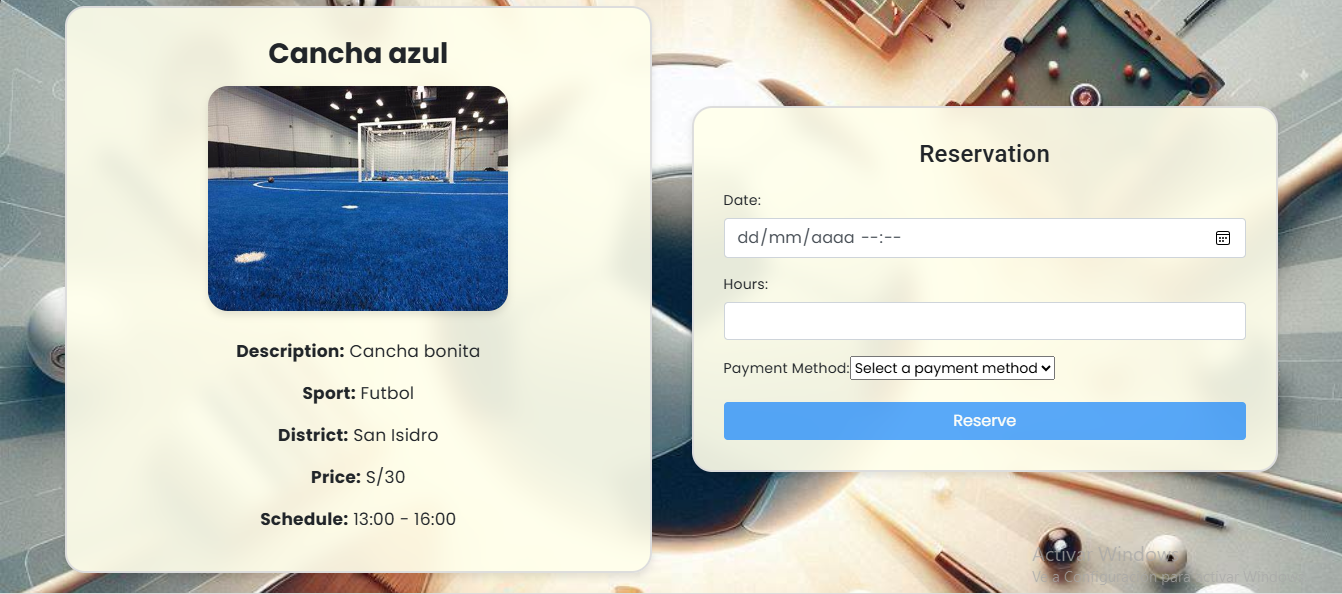 Cancha azul
Description: Cancha bonita
Sport: Futbol
District: San Isidro
Price: S/30
Schedule: 13:00 - 16:00
Reservation
Date:
dd/mm/aaaa --:--
Hours:
Payment Method: Select a payment method
Reserve
Activar Windows
Ve a Configuración para activar Windows.